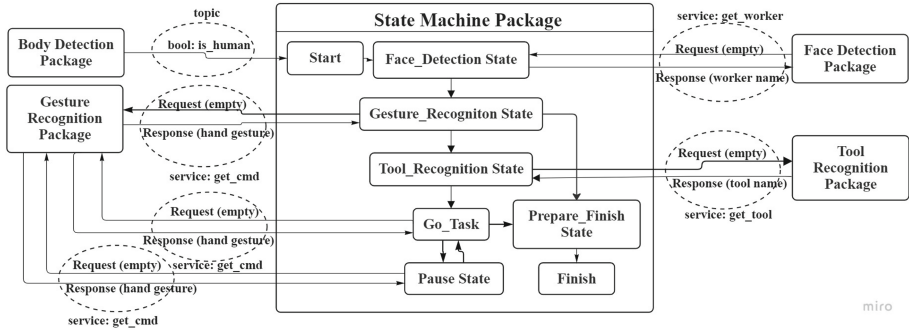 topic
State Machine Package
service: get_worker
Body Detection
Package
bool: is_human
Start
Face_Detection State
Request (empty)
Response (worker name)
Face Detection
Package
Gesture
Recognition
Package
Request (empty)
Response (hand gesture)
service: get_cmd
Gesture_Recogniton State
Tool_Recognition State
Request (empty)
Response (tool name)
service: get_tool
Tool
Recognition
Package
Request (empty)
Response (hand gesture)
service: get_cmd
Go_Task
Prepare_Finish
State
Request (empty)
Response (hand gesture)
service: get_cmd
Pause State
Finish
miro